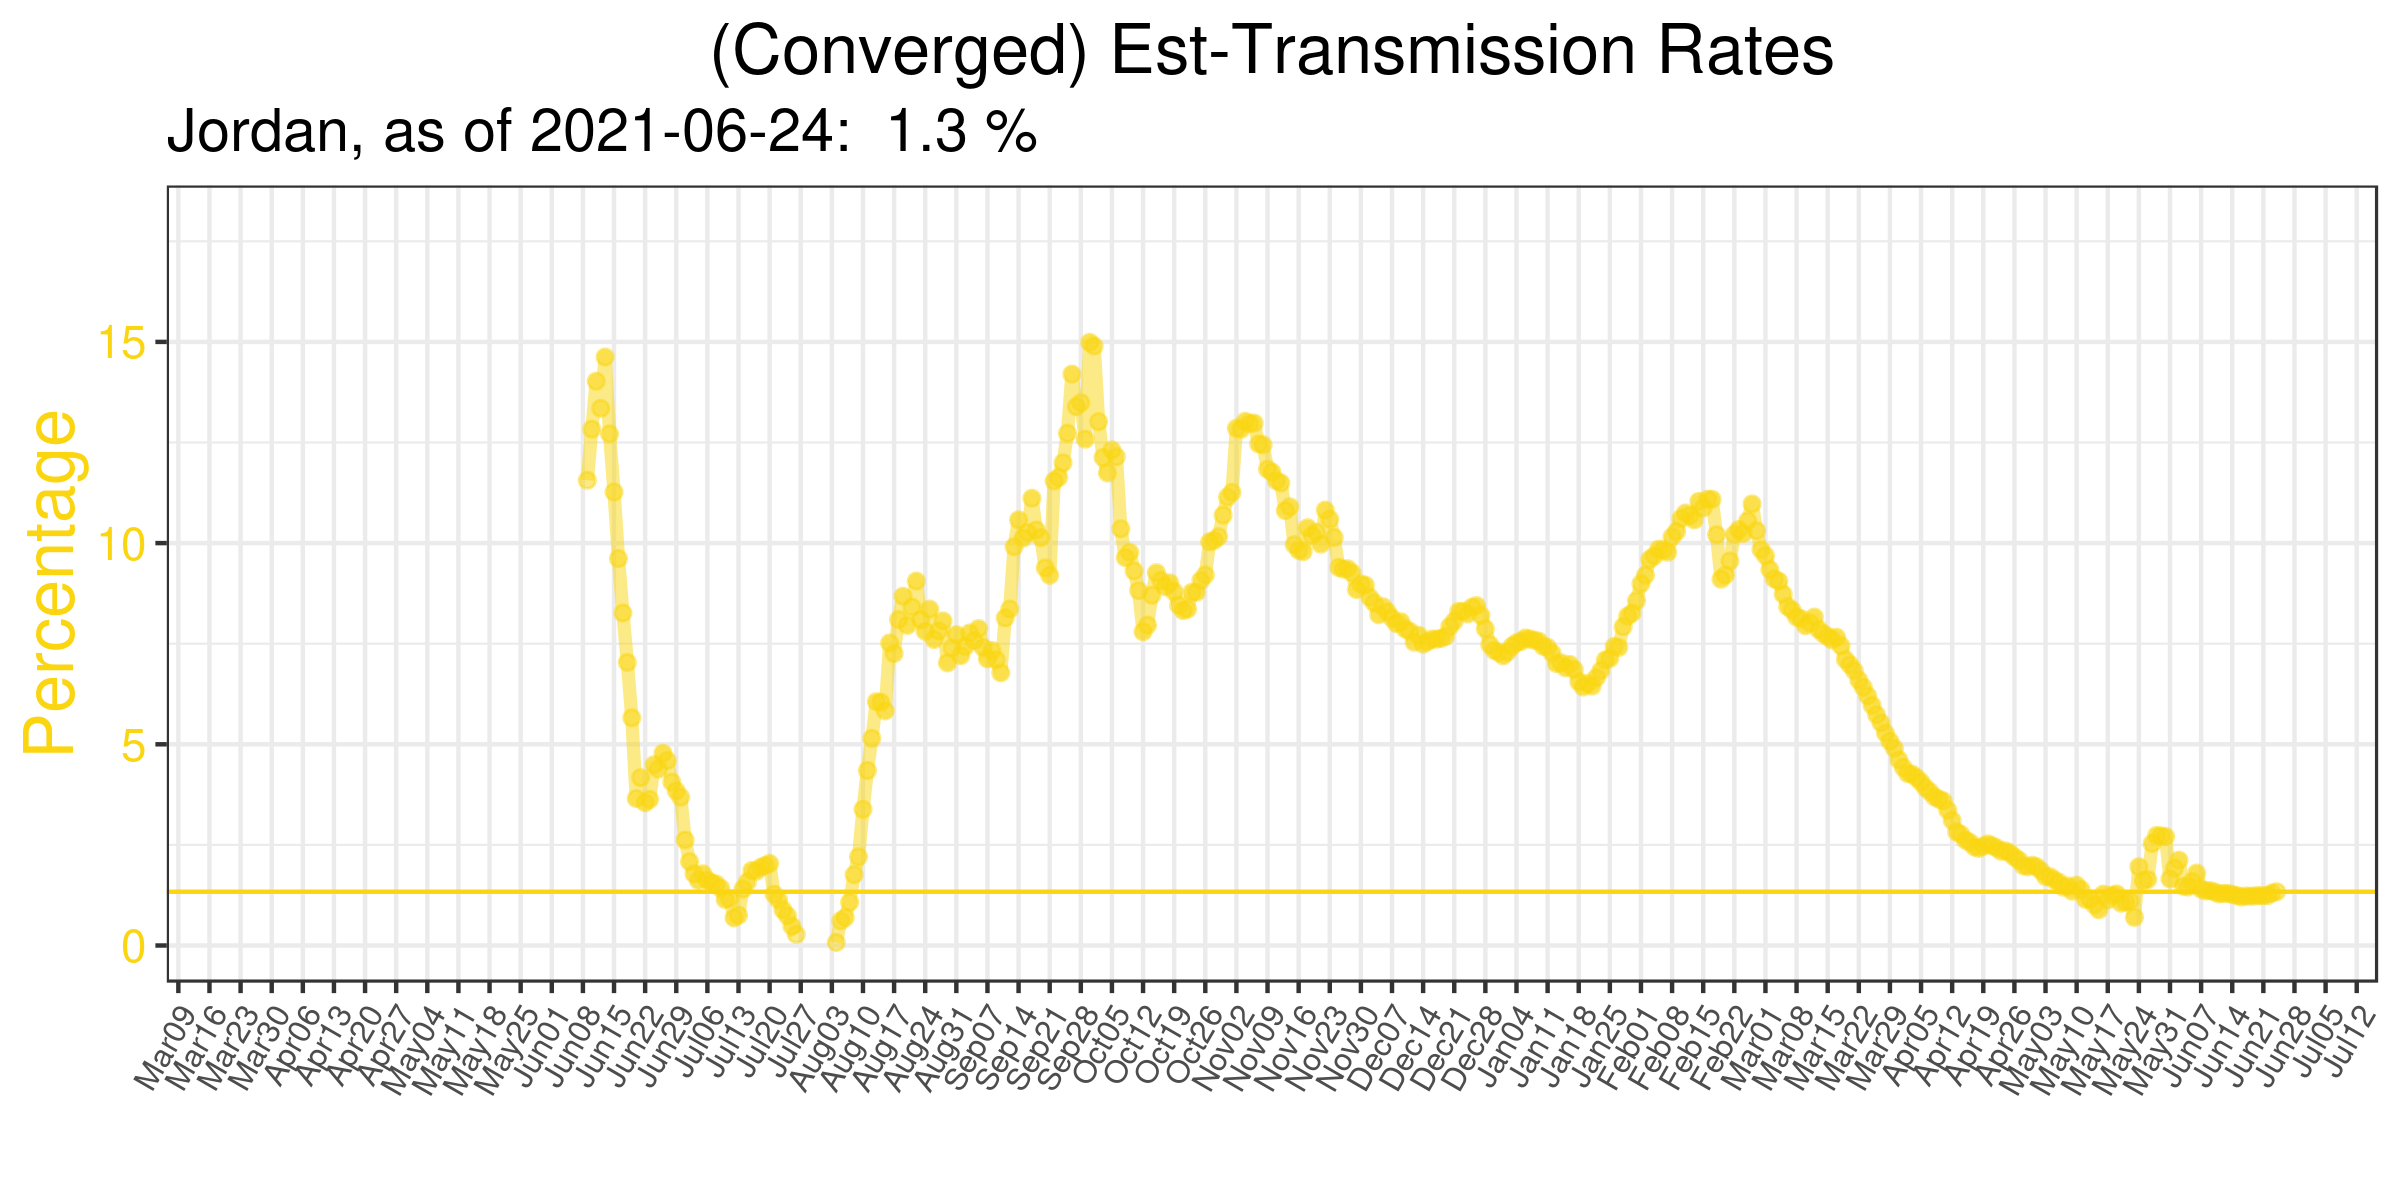 (Converged) Est-Transmission Rates
Jordan, as of 2021-06-24: 1.3 %
Percentage
15
10
5
0
Mar09
Mar16
Mar23
Mar30
Apr06
Apr13
Apr20
Apr27
May04
May11
May18
May25
Jun01
Jun08
Jun15
Jun22
Jun29
Jul06
Jul13
Jul20
Jul27
Aug03
Aug10
Aug17
Aug24
Aug31
Sep07
Sep14
Sep21
Sep28
Oct05
Oct12
Oct19
Oct26
Nov02
Nov09
Nov16
Nov23
Nov30
Dec07
Dec14
Dec21
Dec28
Jan04
Jan11
Jan18
Jan25
Feb01
Feb08
Feb15
Feb22
Mar01
Mar08
Mar15
Mar22
Mar29
Apr05
Apr12
Apr19
Apr26
May03
May10
May17
May24
May31
Jun07
Jun14
Jun21
Jun28
Jul05
Jul12